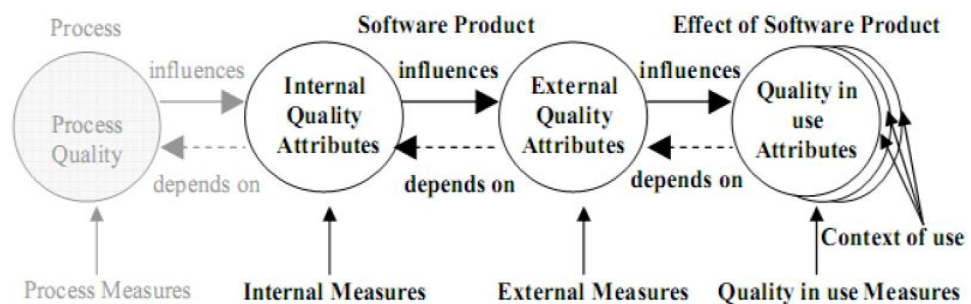 Process
Software Product
Effect of Software Product
influences
influences
influences
Process
Quality
Internal
Quality
Attributes
External
Quality
Attributes
Quality in
use
Attributes
depends on
depends on
depends on
Context of use
Process Measures
Internal Measures
External Measures
Quality in use Measures